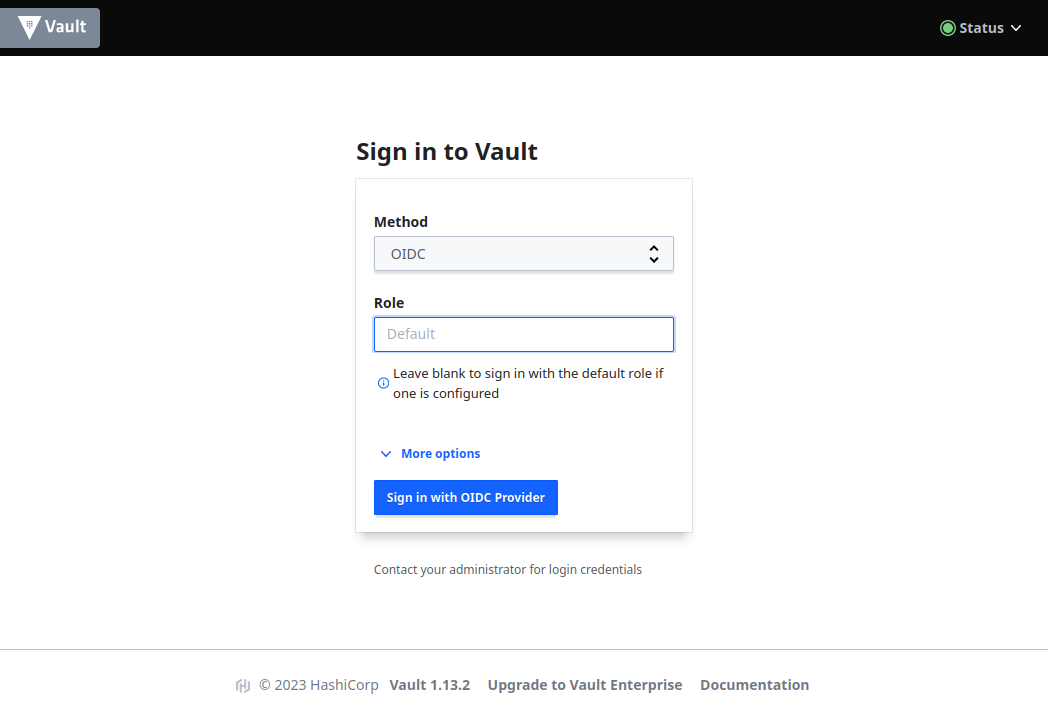 Vault
Status
Sign in to Vault
Method
OIDC
Role
Default
Leave blank to sign in with the default role if
one is configured
More options
Sign in with OIDC Provider
Contact your administrator for login credentials
© 2023 HashiCorp Vault 1.13.2 Upgrade to Vault Enterprise Documentation